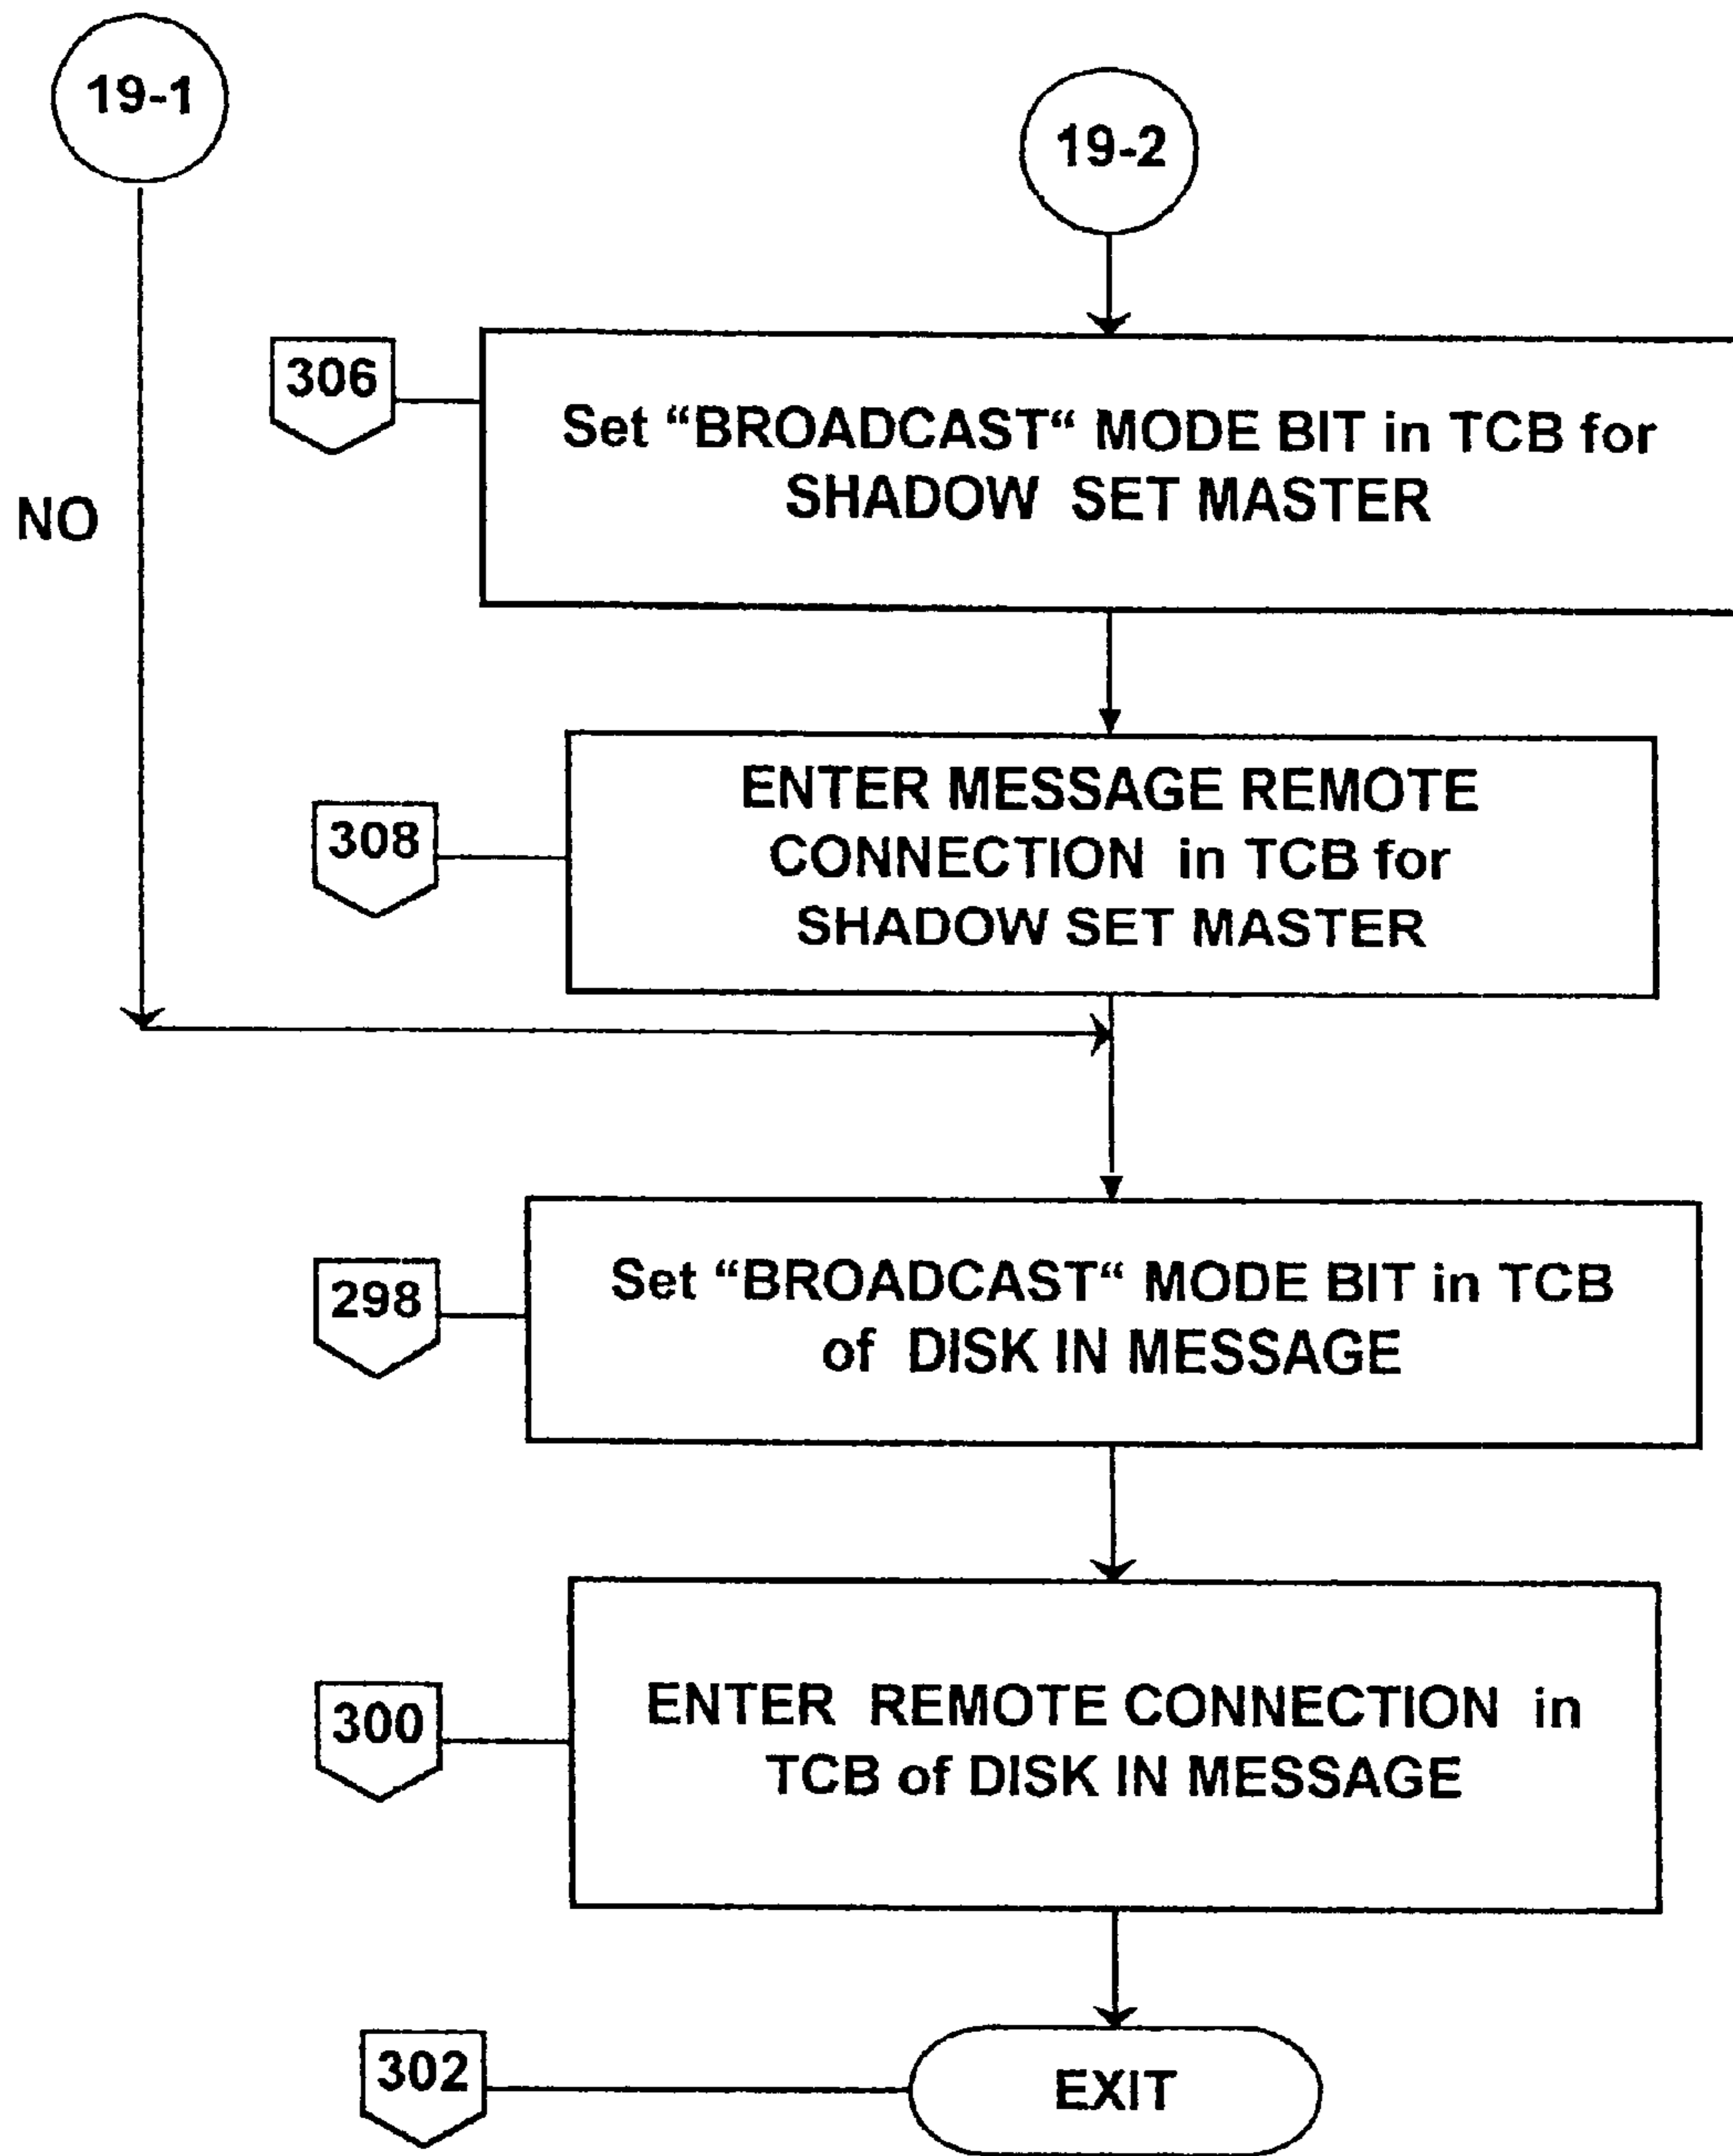 19-1
19-2
306
Set “BROADCAST“ MODE BIT in TCB for
SHADOW SET MASTER
NO
308
ENTER MESSAGE REMOTE
CONNECTION in TCB for
SHADOW SET MASTER
298
Set “BROADCAST“ MODE BIT in TCB
of DISK IN MESSAGE
300
ENTER REMOTE CONNECTION in
TCB of DISK IN MESSAGE
302
EXIT